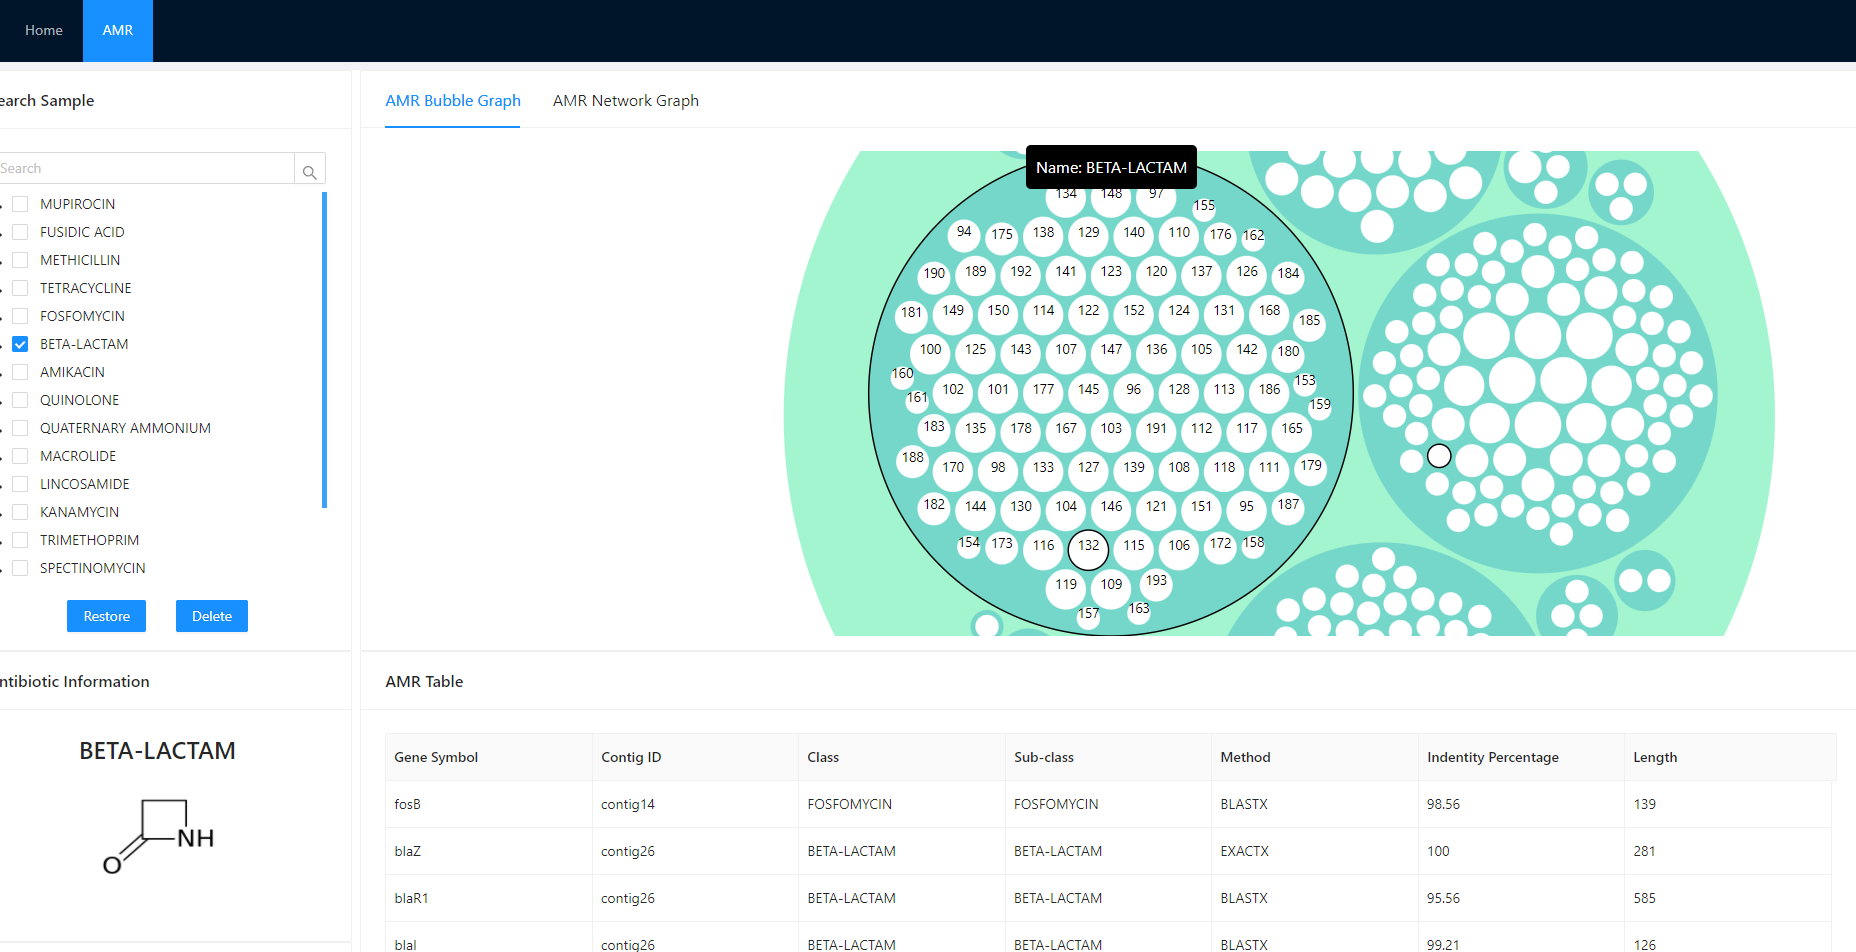 Home AMR
earch Sample
Search
MUPIROCIN
FUSIDIC ACID
METHICILLIN
TETRACYCLINE
FOSFOMYCIN
BETA-LACTAM
AMIKACIN
QUINOLONE
QUATERNARY AMMONIUM
MACROLIDE
LINCOSAMIDE
KANAMYCIN
TRIMETHOPRIM
SPECTINOMYCIN
Restore Delete
ntibiotic Information
BETA-LACTAM
NH
O
AMR Bubble Graph AMR Network Graph
Name: BETA-LACTAM
134 148 97 155
94 175 138 129 140 110 176 162
190 189 192 141 123 120 137 126 184
181 149 150 114 122 152 124 131 168 185
100 125 143 107 147 136 105 142 180
160 102 101 177 145 96 128 113 186 153
161 159
183 135 178 167 103 191 112 117 165
188 170 98 133 127 139 108 118 111 179
182 144 130 104 146 121 151 95 187
154 173 116 132 115 106 172 158
119 109 193
157 163
AMR Table
Gene Symbol Contig ID Class Sub-class Method Indentity Percentage Length
fosB contig14 FOSFOMYCIN FOSFOMYCIN BLASTX 98.56 139
blaZ contig26 BETA-LACTAM BETA-LACTAM EXACTX 100 281
blaR1 contig26 BETA-LACTAM BETA-LACTAM BLASTX 95.56 585
blaI contig26 BETA-LACTAM BETA-LACTAM BLASTX 99.21 126